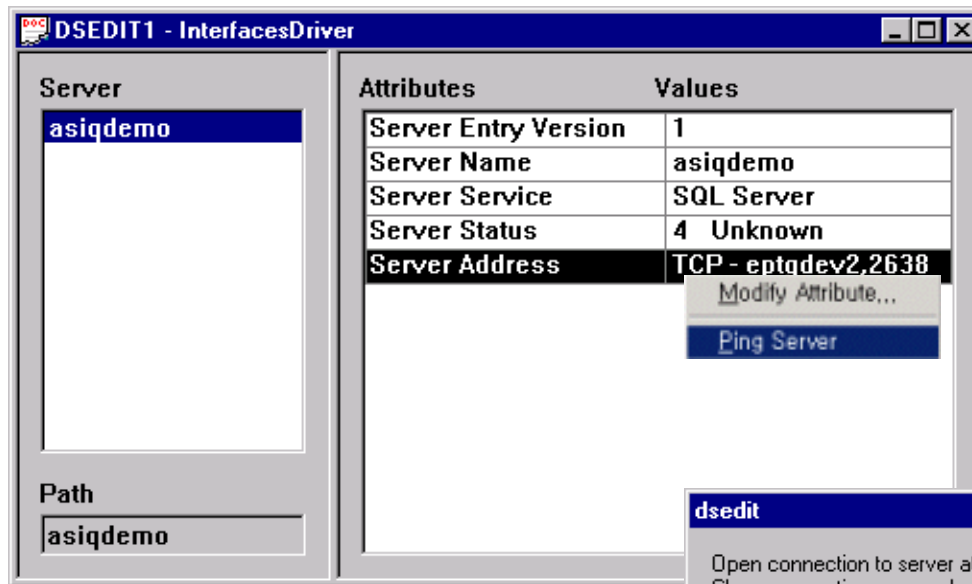 DSEDIT1 - InterfacesDriver
Server
asiqdemo
Attributes Values
Server Entry Version 1
Server Name asiqdemo
Server Service SQL Server
Server Status 4 Unknown
Server Address TCP - eptqdev2,2638
Modify Attribute...
Ping Server
Path
asiqdemo
dsedit
Open connection to server